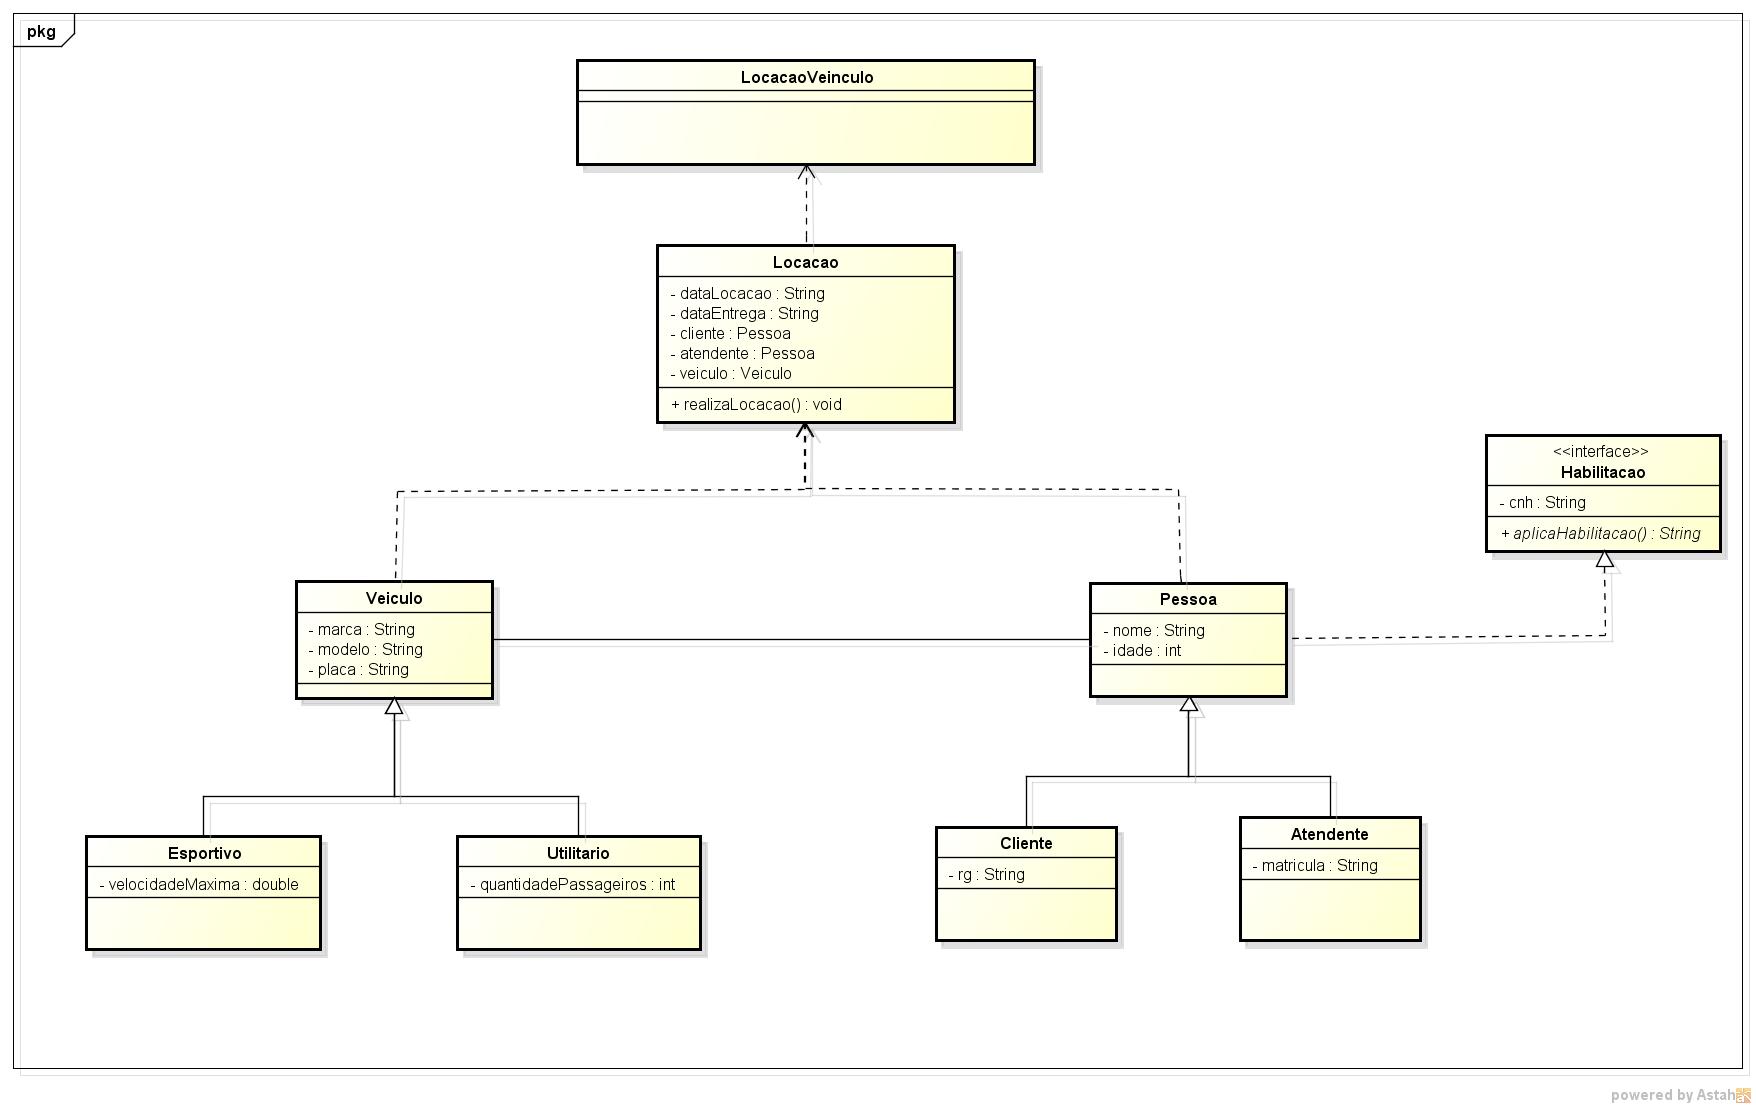 pkg
LocacaoVeinculo
Locacao
- dataLocacao : String
- dataEntrega : String
- cliente : Pessoa
- atendente : Pessoa
- veiculo : Veiculo
+ realizaLocacao() : void
<<interface>>
Habilitacao
- cnh : String
+ aplicaHabilitacao() : String
Veiculo
- marca : String
- modelo : String
- placa : String
Pessoa
- nome : String
- idade : int
Esportivo
- velocidadeMaxima : double
Utilitario
- quantidadePassageiros : int
Cliente
- rg : String
Atendente
- matricula : String
powered by Astah